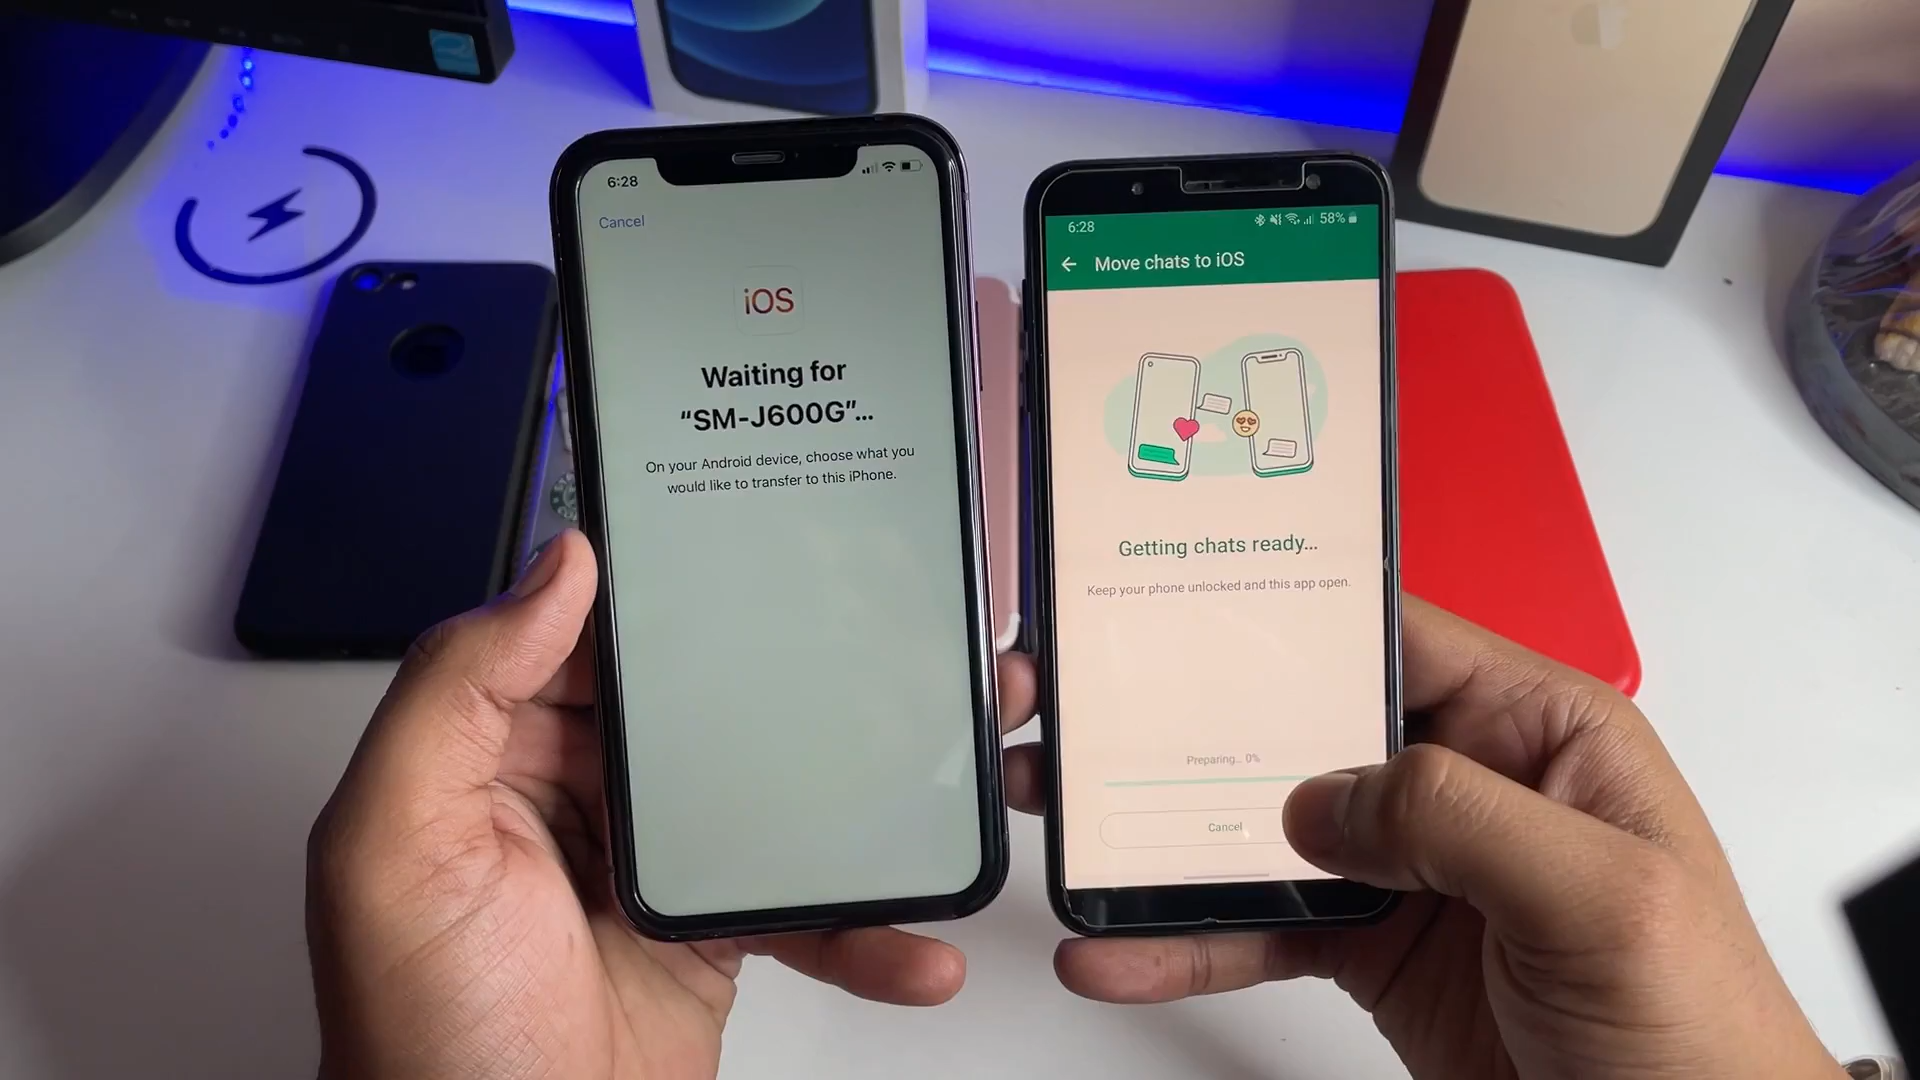 6:28
Cancel
iOS
Waiting for
“SM-J600G”...
On your Android device, choose what you
would like to transfer to this iPhone.
6:28
58%
Move chats to iOS
Getting chats ready...
Keep your phone unlocked and this app open.
Preparing... 0%
Cancel